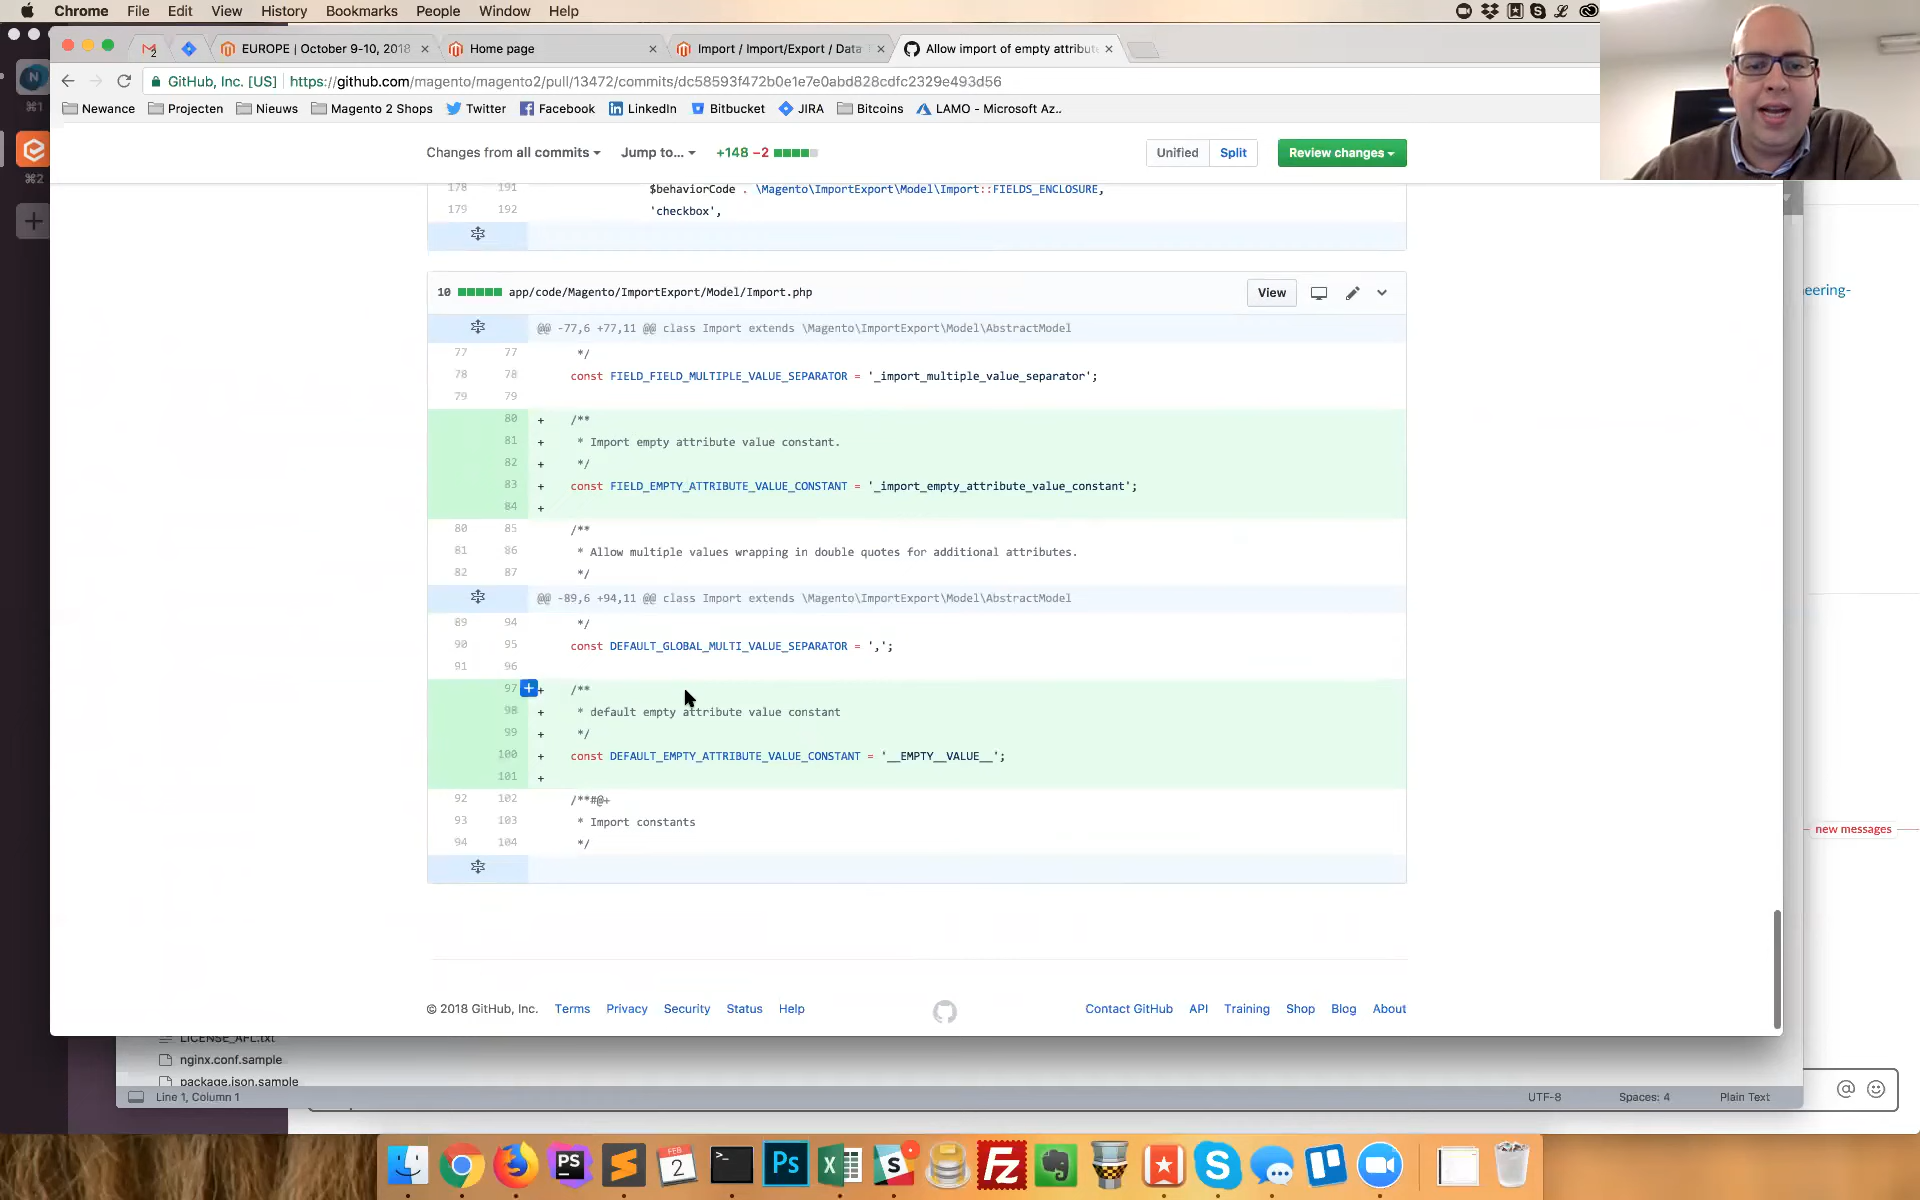 Chrome File Edit View History Bookmarks People Window Help
EUROPE | October 9-10, 2018
Home page
Import / Import/Export / Data
Allow import of empty attribut
GitHub, Inc. [US] https://github.com/magento/magento2/pull/13472/commits/dc58593f472b0e1e7e0abd828cdfc2329e493d56
Newance Projecten Nieuws Magento 2 Shops Twitter Facebook LinkedIn Bitbucket JIRA Bitcoins LAMO - Microsoft Az..
Changes from all commits Jump to... +148 −2 Unified Split Review changes
178 191 $behaviorCode . \Magento\ImportExport\Model\Import::FIELDS_ENCLOSURE,
179 192 'checkbox',
10 app/code/Magento/ImportExport/Model/Import.php View
@@ -77,6 +77,11 @@ class Import extends \Magento\ImportExport\Model\AbstractModel
77 77 */
78 78 const FIELD_FIELD_MULTIPLE_VALUE_SEPARATOR = '_import_multiple_value_separator';
79 79
80 + /**
81 + * Import empty attribute value constant.
82 + */
83 + const FIELD_EMPTY_ATTRIBUTE_VALUE_CONSTANT = '_import_empty_attribute_value_constant';
84 +
80 85 /**
81 86 * Allow multiple values wrapping in double quotes for additional attributes.
82 87 */
@@ -89,6 +94,11 @@ class Import extends \Magento\ImportExport\Model\AbstractModel
89 94 */
90 95 const DEFAULT_GLOBAL_MULTI_VALUE_SEPARATOR = ',';
91 96
97 + /**
98 + * default empty attribute value constant
99 + */
100 + const DEFAULT_EMPTY_ATTRIBUTE_VALUE_CONSTANT = '__EMPTY__VALUE__';
101 +
92 102 /**#@+
93 103 * Import constants
94 104 */
© 2018 GitHub, Inc. Terms Privacy Security Status Help Contact GitHub API Training Shop Blog About
eering-
new messages
⌘1
⌘2
LICENSE_AFL.txt
nginx.conf.sample
package.json.sample
Line 1, Column 1 UTF-8 Spaces: 4 Plain Text
PS
FEB
2
Ps
Fz